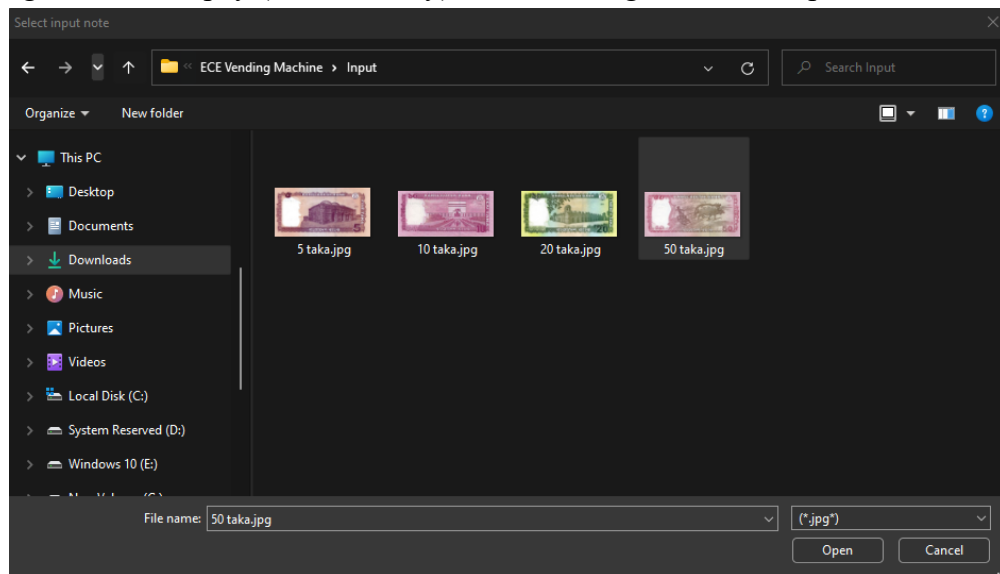 Select input note
ECE Vending Machine > Input
Search Input
Organize
New folder
This PC
Desktop
Documents
Downloads
Music
Pictures
Videos
Local Disk (C:)
System Reserved (D:)
Windows 10 (E:)
5 taka.jpg
10 taka.jpg
20 taka.jpg
50 taka.jpg
File name: 50 taka.jpg
(*.jpg*)
Open
Cancel